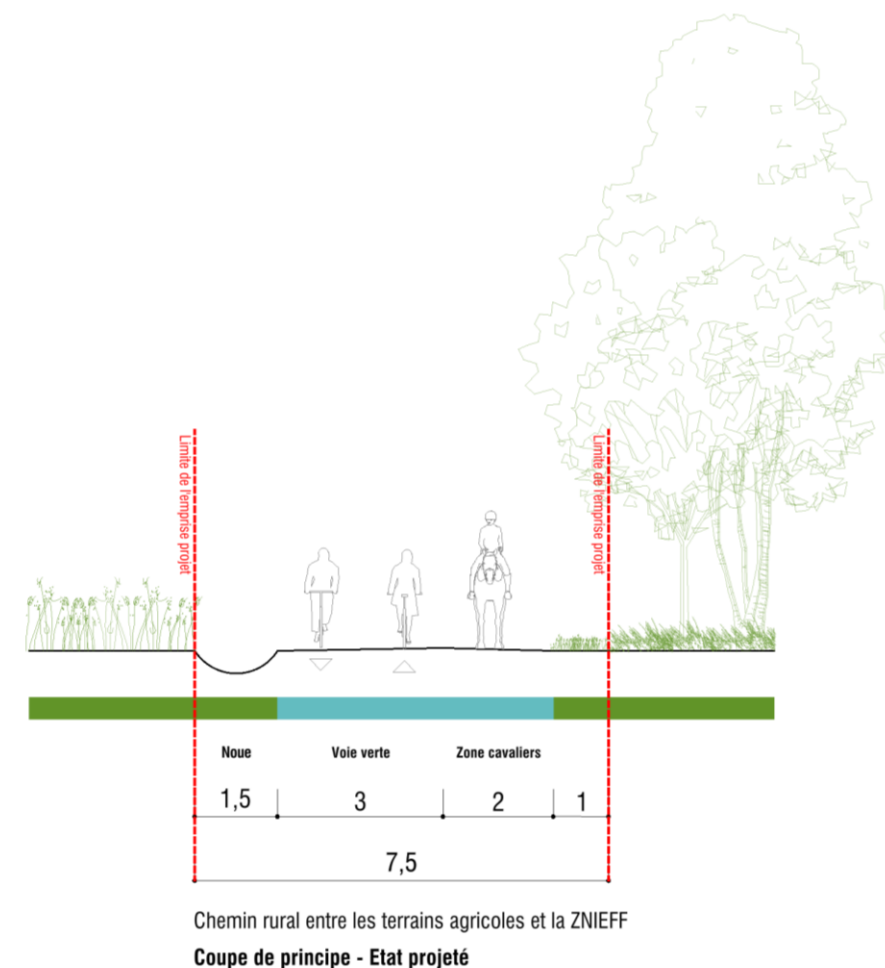 Limite de l'emprise projet
Limite de l'emprise projet
Noue
Voie verte
Zone cavaliers
1,5
3
2
1
7,5
Chemin rural entre les terrains agricoles et la ZNIEFF
Coupe de principe - Etat projeté